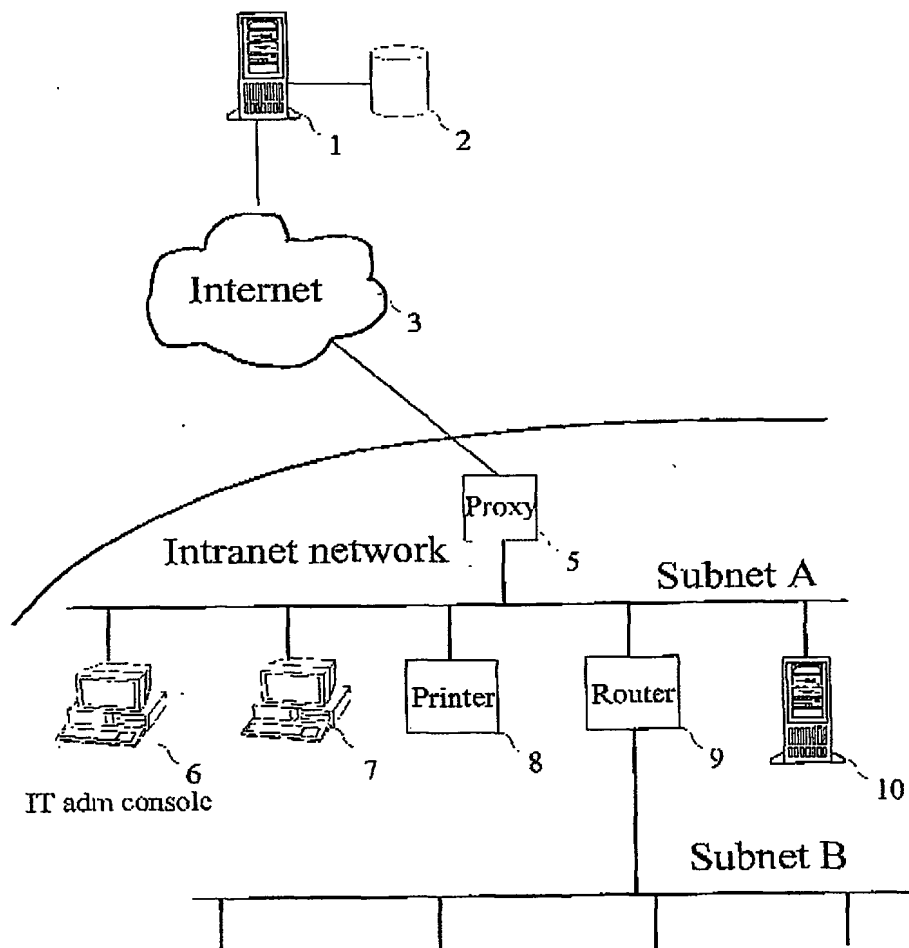 1
2
Internet
3
Proxy
5
Intranet network
Subnet A
Printer
Router
6
7
8
9
10
IT adm console
Subnet B